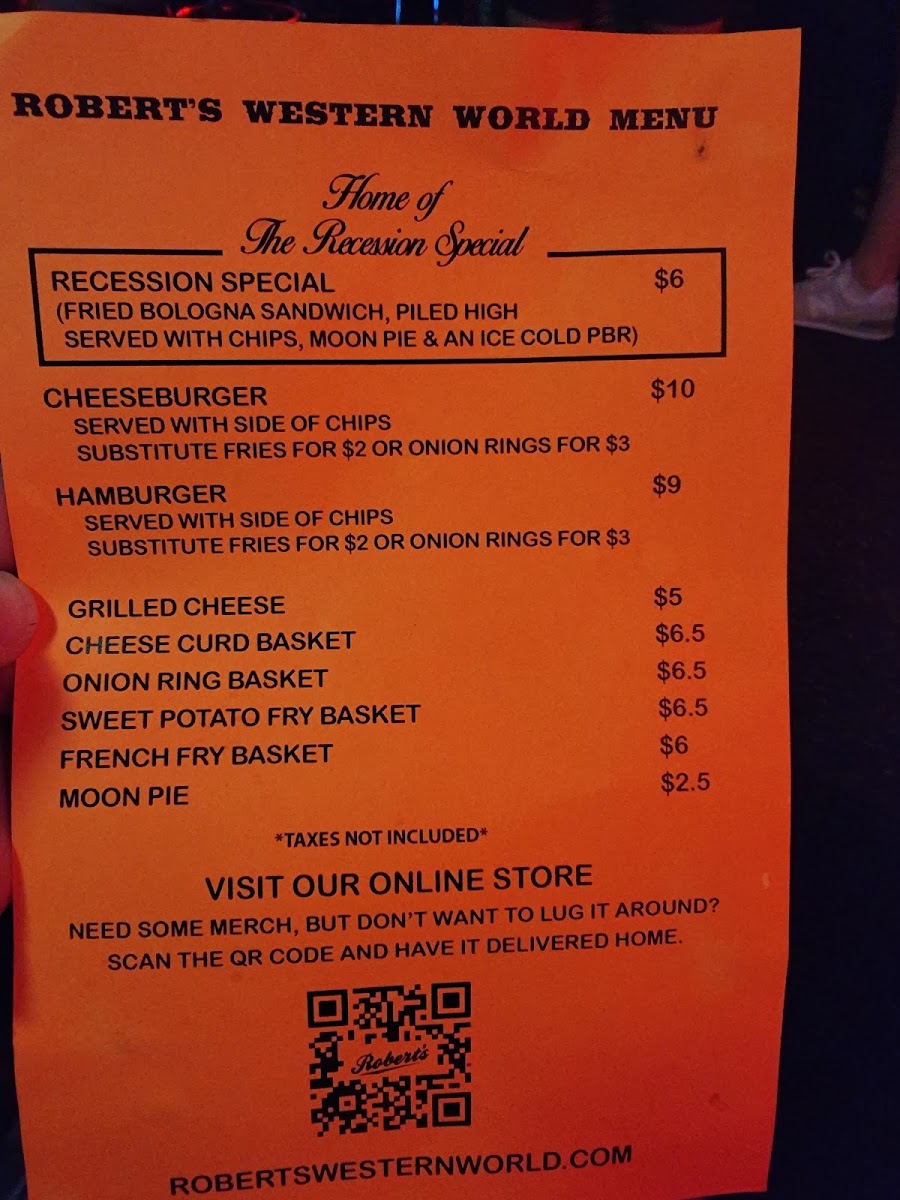 ROBERT'S WESTERN WORLD MENU
Home of
The Recession Special
RECESSION SPECIAL $6
(FRIED BOLOGNA SANDWICH, PILED HIGH
SERVED WITH CHIPS, MOON PIE & AN ICE COLD PBR)
CHEESEBURGER $10
SERVED WITH SIDE OF CHIPS
SUBSTITUTE FRIES FOR $2 OR ONION RINGS FOR $3
HAMBURGER $9
SERVED WITH SIDE OF CHIPS
SUBSTITUTE FRIES FOR $2 OR ONION RINGS FOR $3
GRILLED CHEESE $5
CHEESE CURD BASKET $6.5
ONION RING BASKET $6.5
SWEET POTATO FRY BASKET $6.5
FRENCH FRY BASKET $6
MOON PIE $2.5
*TAXES NOT INCLUDED*
VISIT OUR ONLINE STORE
NEED SOME MERCH, BUT DON'T WANT TO LUG IT AROUND?
SCAN THE QR CODE AND HAVE IT DELIVERED HOME.
Robert's
ROBERTSWESTERNWORLD.COM